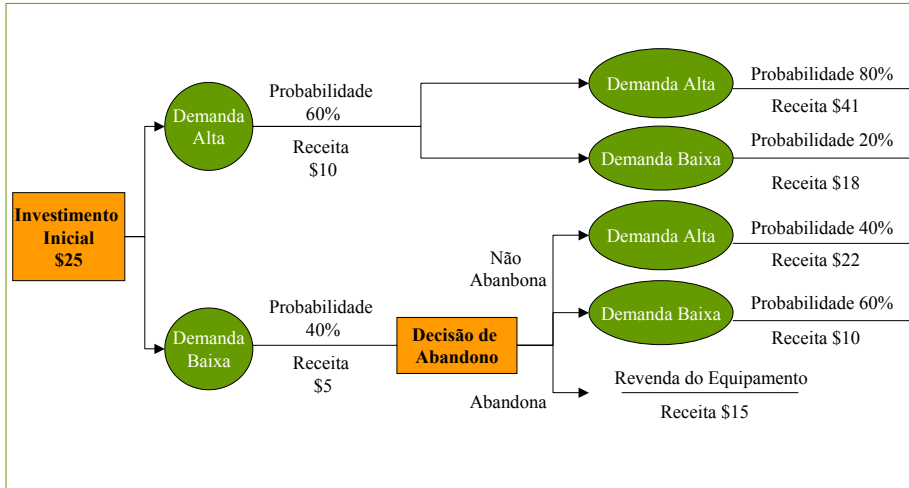 Investimento
Inicial
$25
Demanda
Alta
Probabilidade
60%
Receita
$10
Demanda Alta
Probabilidade 80%
Receita $41
Demanda Baixa
Probabilidade 20%
Receita $18
Demanda
Baixa
Probabilidade
40%
Receita
$5
Decisão de
Abandono
Não
Abanbona
Demanda Alta
Probabilidade 40%
Receita $22
Demanda Baixa
Probabilidade 60%
Receita $10
Abandona
Revenda do Equipamento
Receita $15